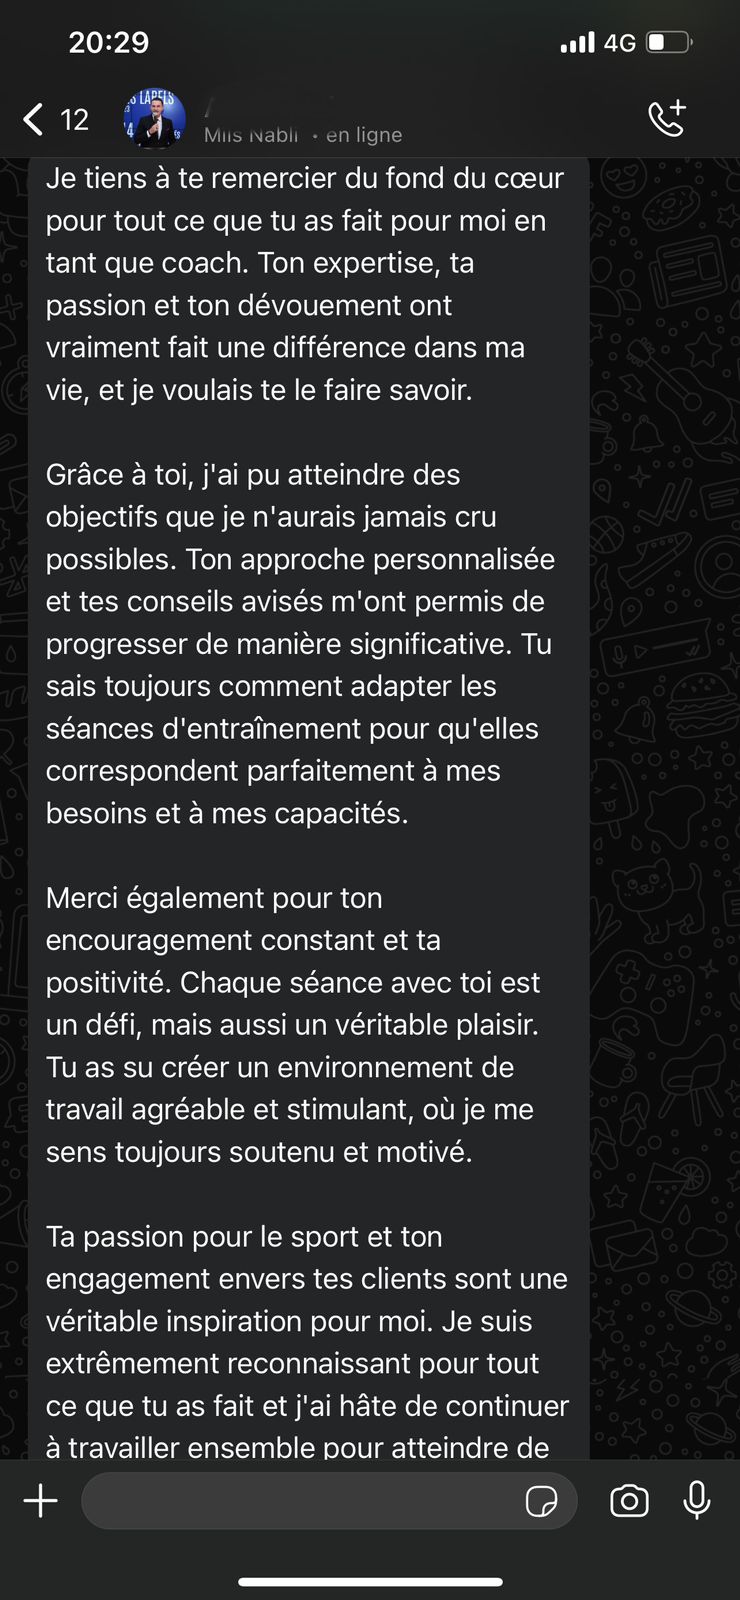 20:29
4G
12
Nabli • en ligne
Je tiens à te remercier du fond du cœur
pour tout ce que tu as fait pour moi en
tant que coach. Ton expertise, ta
passion et ton dévouement ont
vraiment fait une différence dans ma
vie, et je voulais te le faire savoir.
Grâce à toi, j'ai pu atteindre des
objectifs que je n'aurais jamais cru
possibles. Ton approche personnalisée
et tes conseils avisés m'ont permis de
progresser de manière significative. Tu
sais toujours comment adapter les
séances d'entraînement pour qu'elles
correspondent parfaitement à mes
besoins et à mes capacités.
Merci également pour ton
encouragement constant et ta
positivité. Chaque séance avec toi est
un défi, mais aussi un véritable plaisir.
Tu as su créer un environnement de
travail agréable et stimulant, où je me
sens toujours soutenu et motivé.
Ta passion pour le sport et ton
engagement envers tes clients sont une
véritable inspiration pour moi. Je suis
extrêmement reconnaissant pour tout
ce que tu as fait et j'ai hâte de continuer
à travailler ensemble pour atteindre de